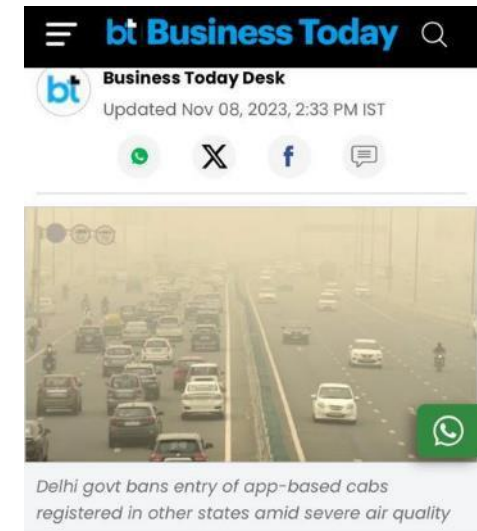 bt Business Today
bt
Business Today Desk
Updated Nov 08, 2023, 2:33 PM IST
Delhi govt bans entry of app-based cabs
registered in other states amid severe air quality